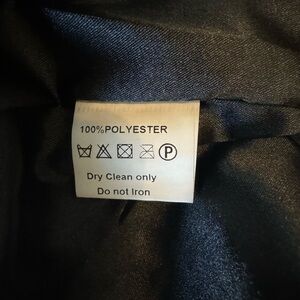 100%POLYESTER
P
Dry Clean only
Do not Iron